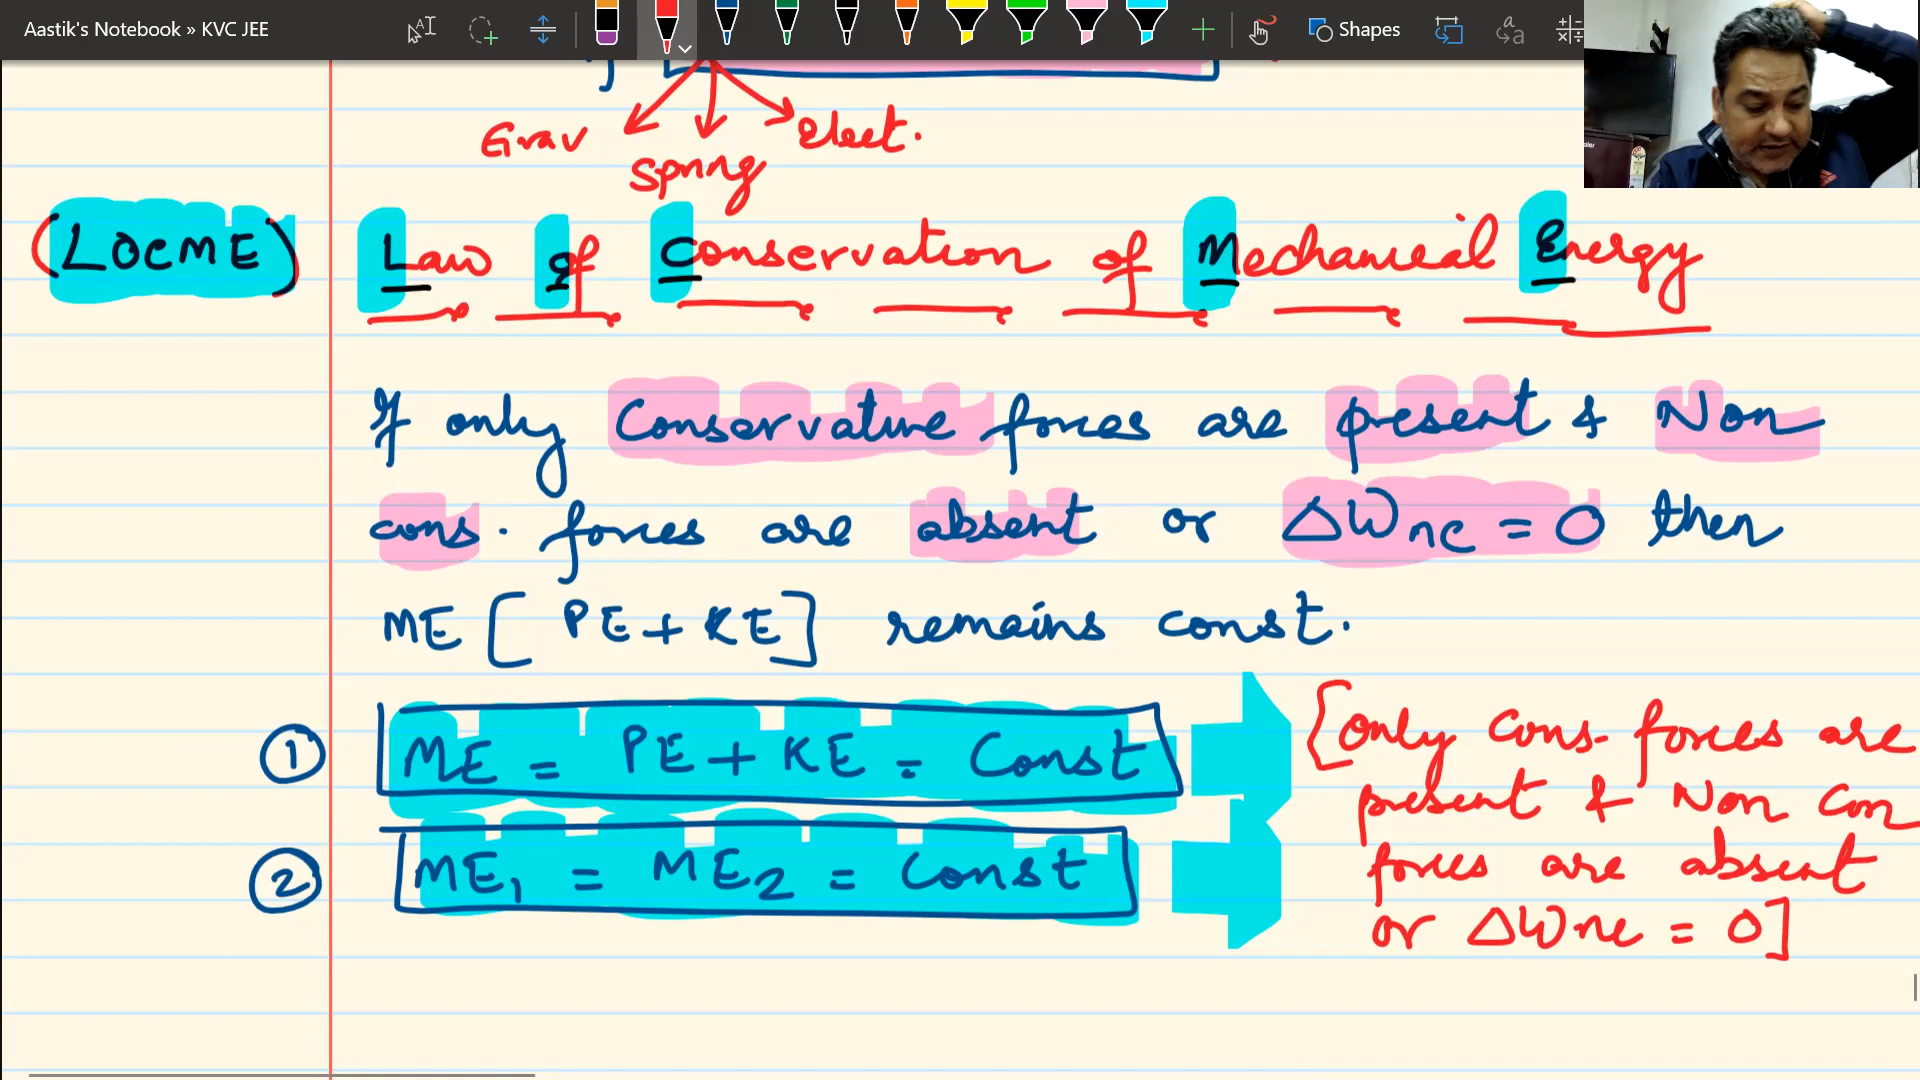 Aastik's Notebook » KVC JEE
Shapes
Grav
Spring
Elect.
(LOCME)
Law of Conservation of Mechanical Energy
If only Conservative forces are present & Non
cons. forces are absent or ΔWnc = 0 then
ME [ PE + KE ] remains const.
① ME = PE + KE = Const
② ME₁ = ME₂ = Const
[Only Cons. forces are
present & Non Con
forces are absent
or ΔWnc = 0]